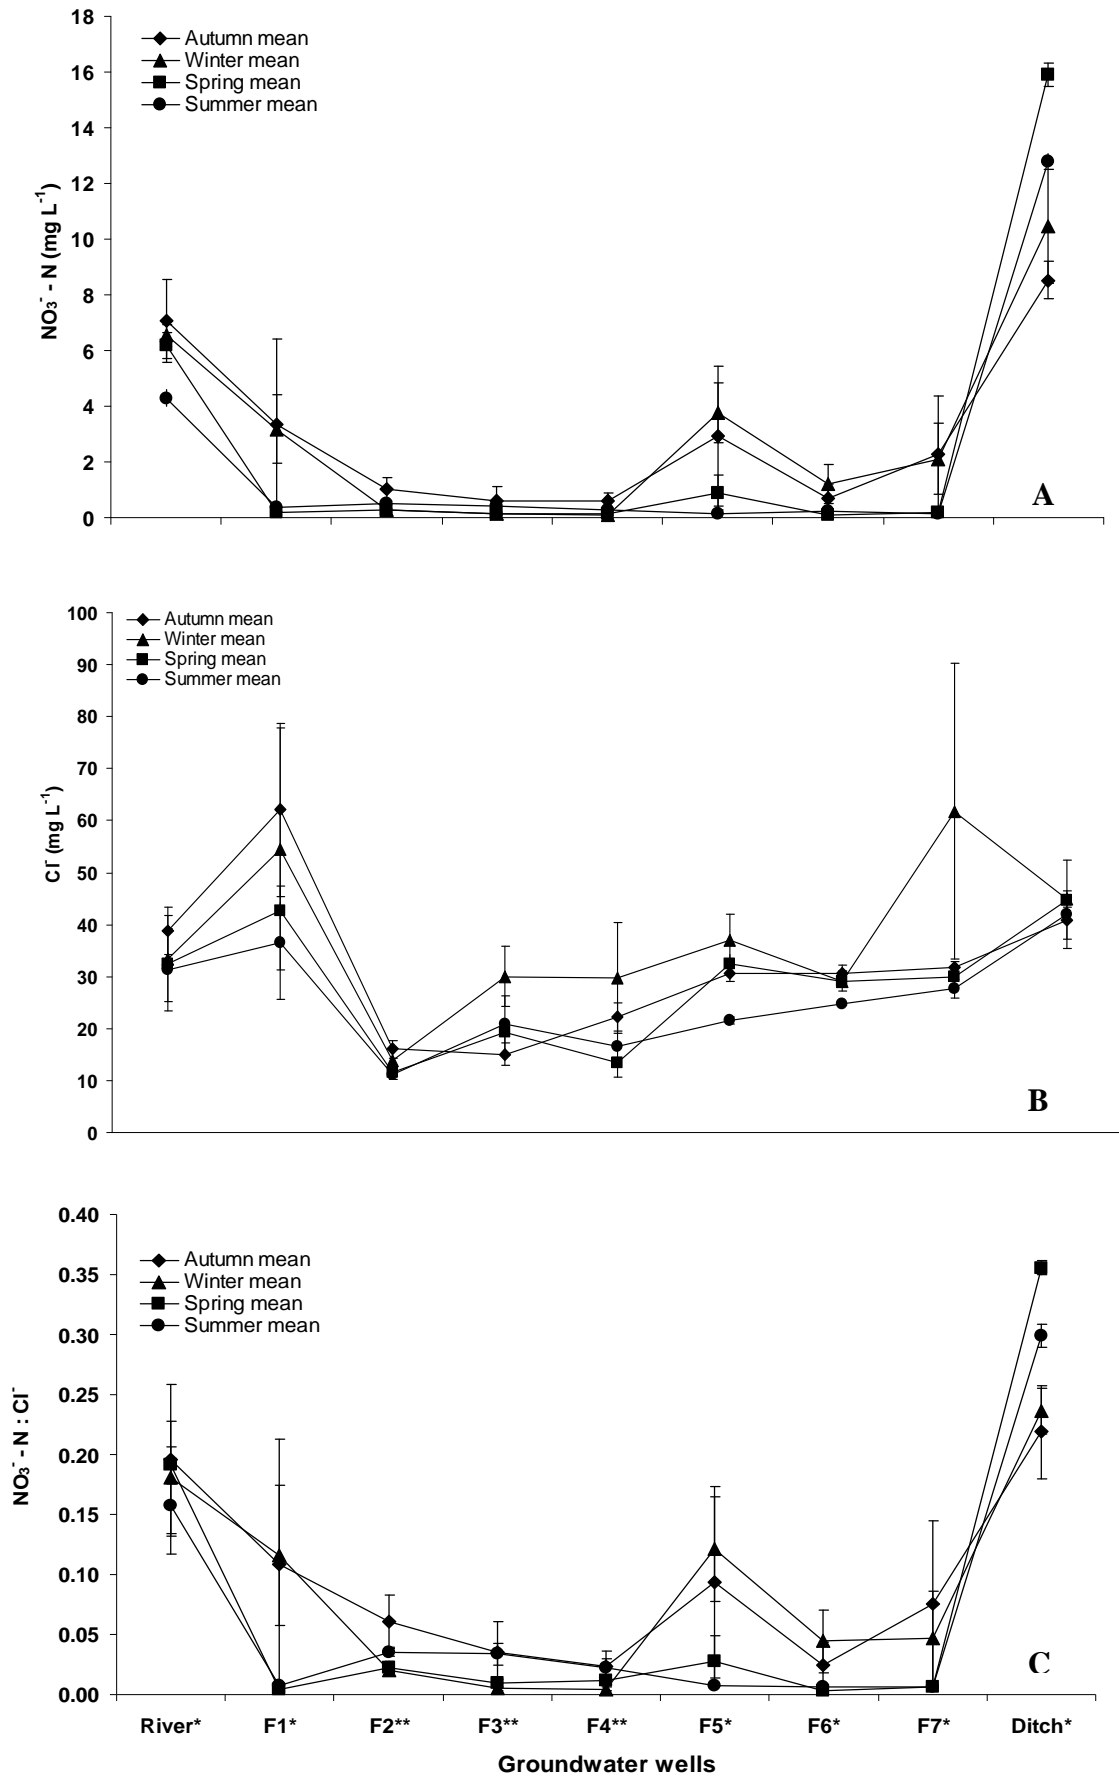 18
16
14
12
10
8
6
4
2
0
NO₃⁻ - N (mg L⁻¹)
Autumn mean
Winter mean
Spring mean
Summer mean
A
100
90
80
70
60
50
40
30
20
10
0
Cl⁻ (mg L⁻¹)
Autumn mean
Winter mean
Spring mean
Summer mean
B
0.40
0.35
0.30
0.25
0.20
0.15
0.10
0.05
0.00
NO₃⁻ - N : Cl⁻
Autumn mean
Winter mean
Spring mean
Summer mean
C
River* F1* F2** F3** F4** F5* F6* F7* Ditch*
Groundwater wells